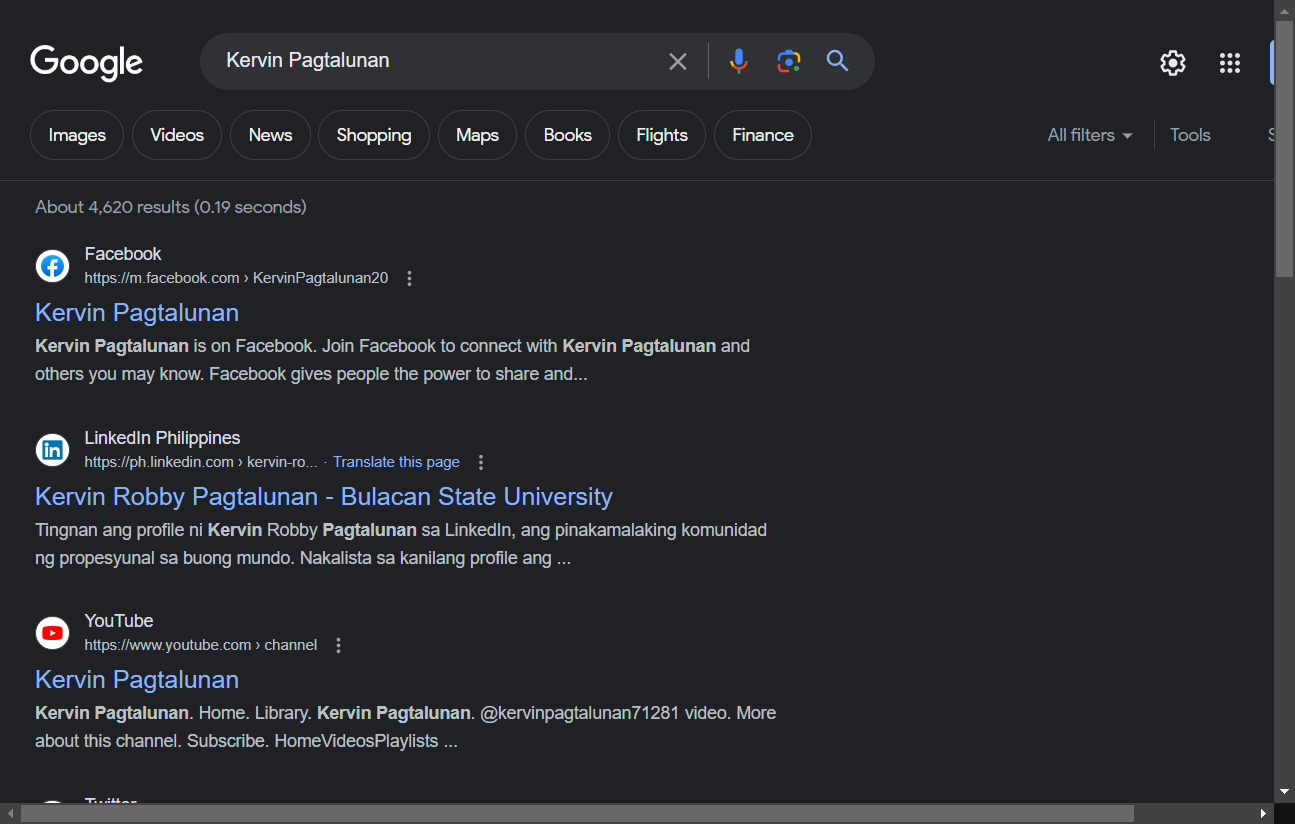 Google
Kervin Pagtalunan
Images
Videos
News
Shopping
Maps
Books
Flights
Finance
All filters
Tools
About 4,620 results (0.19 seconds)
Facebook
https://m.facebook.com › KervinPagtalunan20
Kervin Pagtalunan
Kervin Pagtalunan is on Facebook. Join Facebook to connect with Kervin Pagtalunan and
others you may know. Facebook gives people the power to share and...
LinkedIn Philippines
https://ph.linkedin.com › kervin-ro... · Translate this page
Kervin Robby Pagtalunan - Bulacan State University
Tingnan ang profile ni Kervin Robby Pagtalunan sa LinkedIn, ang pinakamalaking komunidad
ng propesyunal sa buong mundo. Nakalista sa kanilang profile ang ...
YouTube
https://www.youtube.com › channel
Kervin Pagtalunan
Kervin Pagtalunan. Home. Library. Kervin Pagtalunan. @kervinpagtalunan71281 video. More
about this channel. Subscribe. HomeVideosPlaylists ...
Twitter